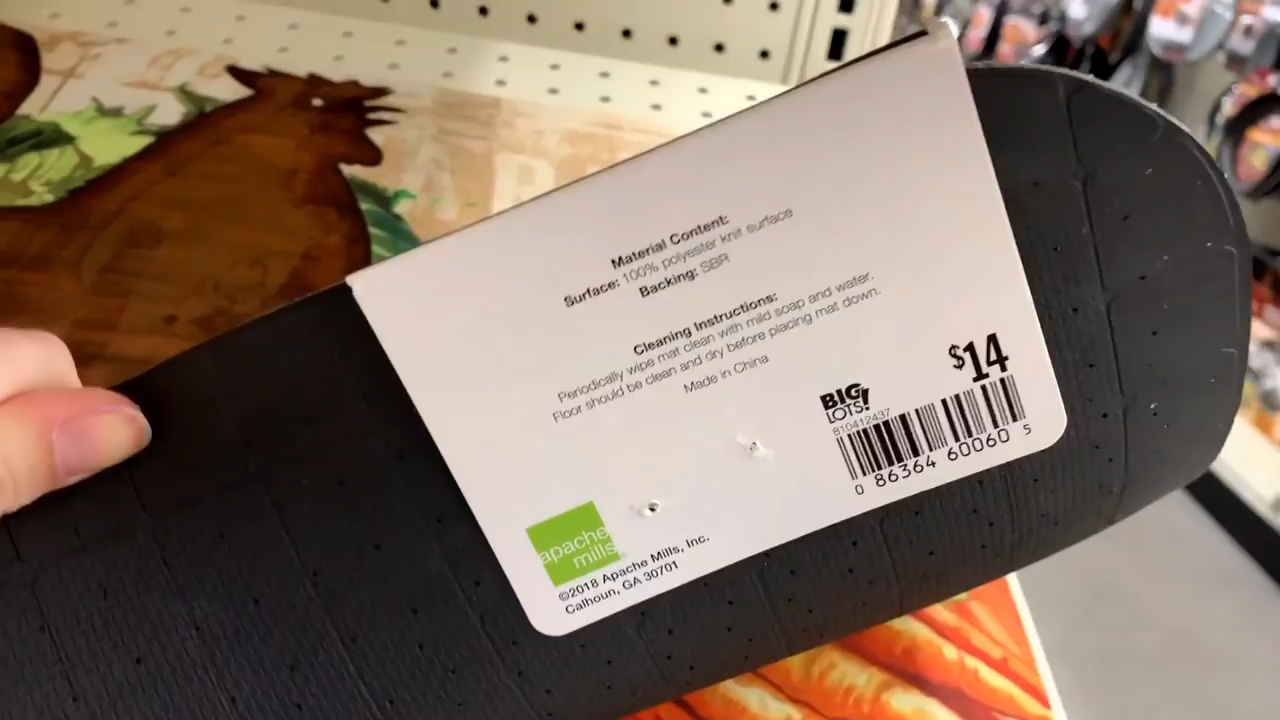 Material Content:
Surface: 100% polyester knit surface
Backing: SBR
Cleaning Instructions:
Periodically wipe mat clean with mild soap and water.
Floor should be clean and dry before placing mat down.
Made in China
$14
BIG
LOTS!
810412437
0 86364 60060 5
apache
mills
©2018 Apache Mills, Inc.
Calhoun, GA 30701